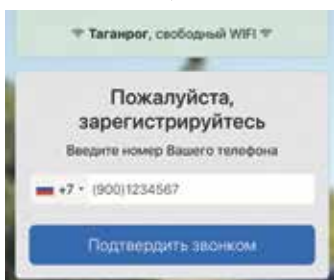 Таганрог, свободный WIFI
Пожалуйста,
зарегистрируйтесь
Введите номер Вашего телефона
+7 (900)1234567
Подтвердить звонком